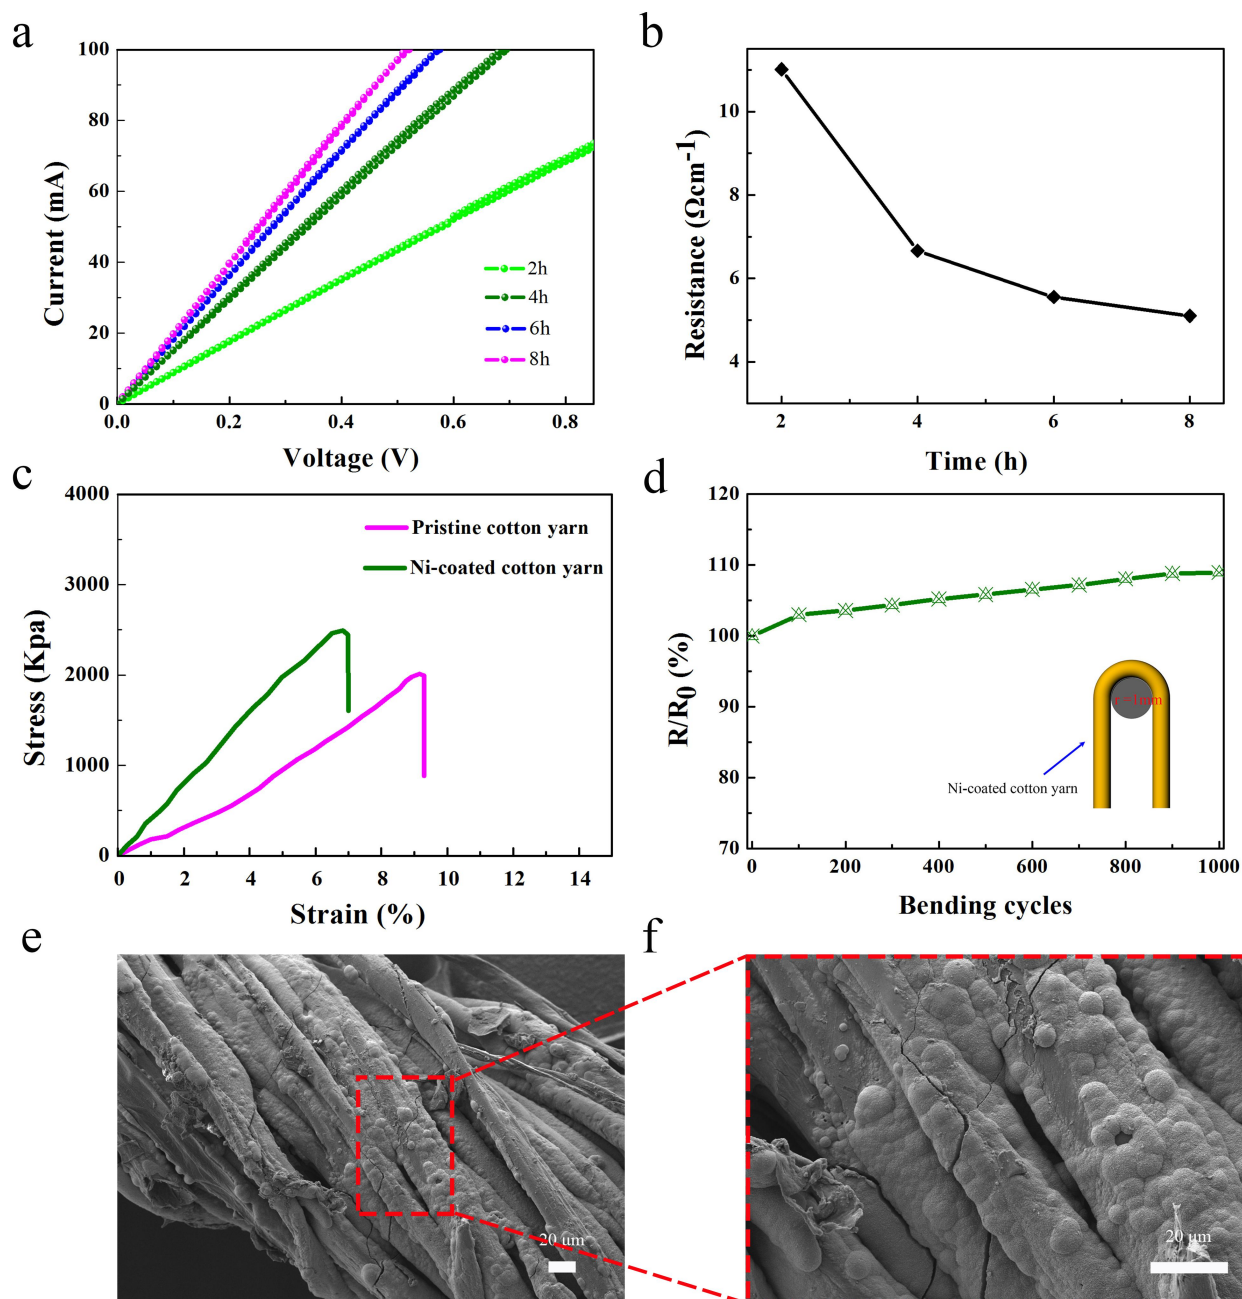 a
100
80
60
40
20
0
Current (mA)
0.0
0.2
0.4
0.6
0.8
Voltage (V)
2h
4h
6h
8h
b
10
8
6
4
Resistance (Ωcm-1)
2
4
6
8
Time (h)
c
4000
3000
2000
1000
0
Stress (Kpa)
0
2
4
6
8
10
12
14
Strain (%)
Pristine cotton yarn
Ni-coated cotton yarn
d
120
110
100
90
80
70
R/R0 (%)
0
200
400
600
800
1000
Bending cycles
r =1mm
Ni-coated cotton yarn
e
20 um
f
20 um